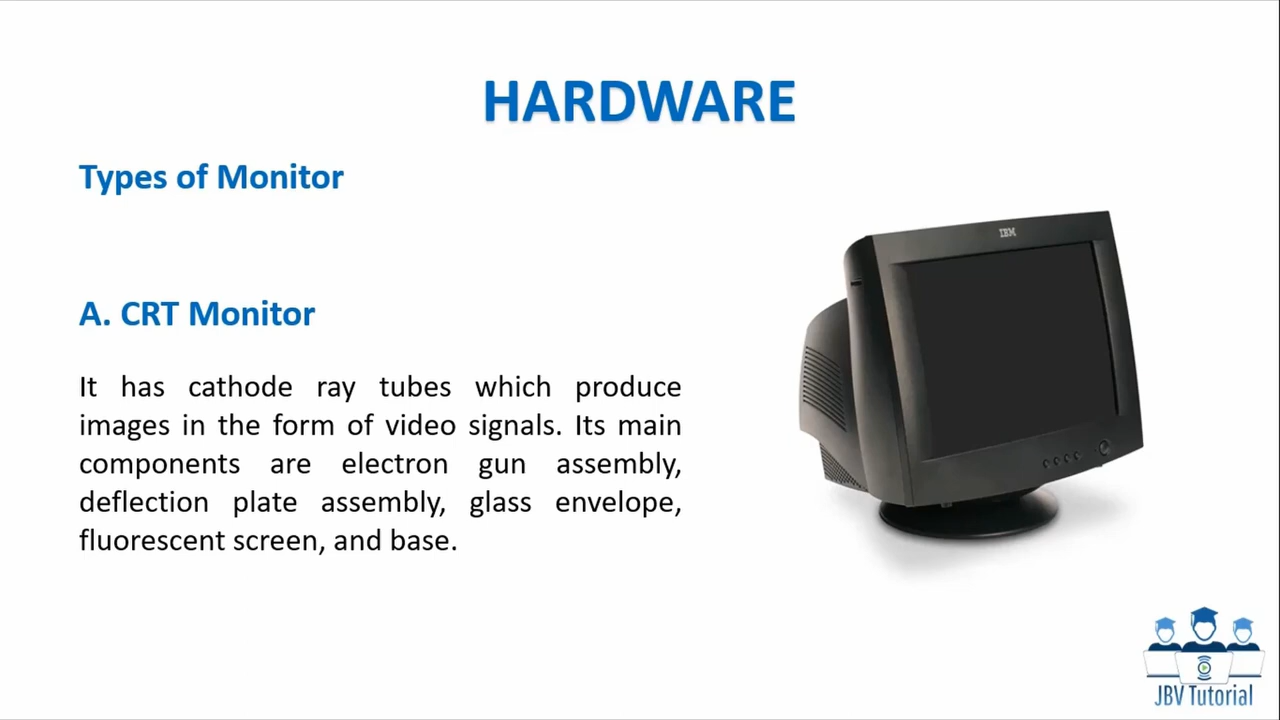 HARDWARE
Types of Monitor
A. CRT Monitor
It has cathode ray tubes which produce
images in the form of video signals. Its main
components are electron gun assembly,
deflection plate assembly, glass envelope,
fluorescent screen, and base.
IBM
JBV Tutorial